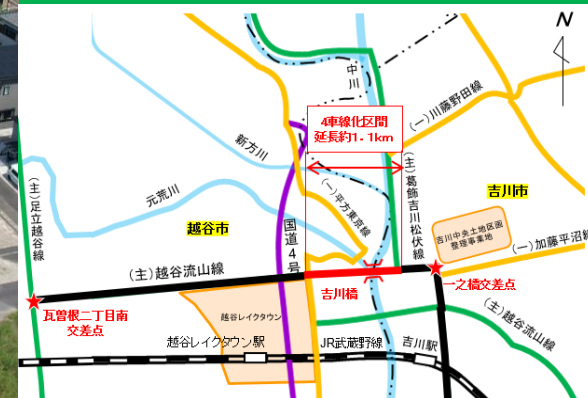 N
4車線化区間
延長約1.1km
中川
(一)川藤野田線
新方川
(主)葛飾吉川松伏線
吉川市
(主)足立越谷線
元荒川
(一)平方東京線
越谷市
国道4号
吉川中央土地区画
整理事業地
(一)加藤平沼線
(主)越谷流山線
吉川橋
一之橋交差点
瓦曽根二丁目南
交差点
越谷レイクタウン
(主)越谷流山線
越谷レイクタウン駅
JR武蔵野線
吉川駅